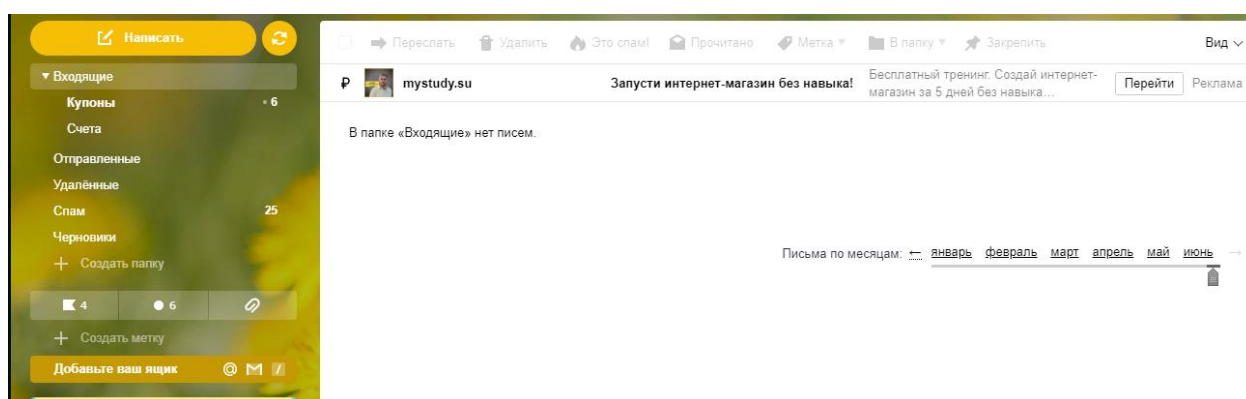 Написать
Переслать Удалить Это спам! Прочитано Метка В папку Закрепить Вид
Входящие
Купоны 6
Счета
Отправленные
Удалённые
Спам 25
Черновики
+ Создать папку
4 6
+ Создать метку
Добавьте ваш ящик
₽ mystudy.su Запусти интернет-магазин без навыка! Бесплатный тренинг. Создай интернет-
магазин за 5 дней без навыка... Перейти Реклама
В папке «Входящие» нет писем.
Письма по месяцам: ← январь февраль март апрель май июнь →